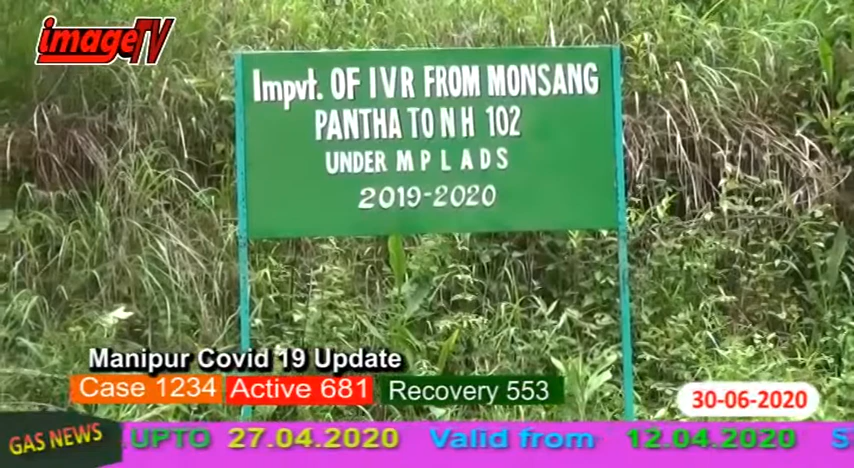 imageTV
Impvt. OF IVR FROM MONSANG
PANTHA TO N H 102
UNDER M P L A D S
2019-2020
Manipur Covid 19 Update
Case 1234 Active 681 Recovery 553
30-06-2020
GAS NEWS UPTO 27.04.2020 Valid from 12.04.2020